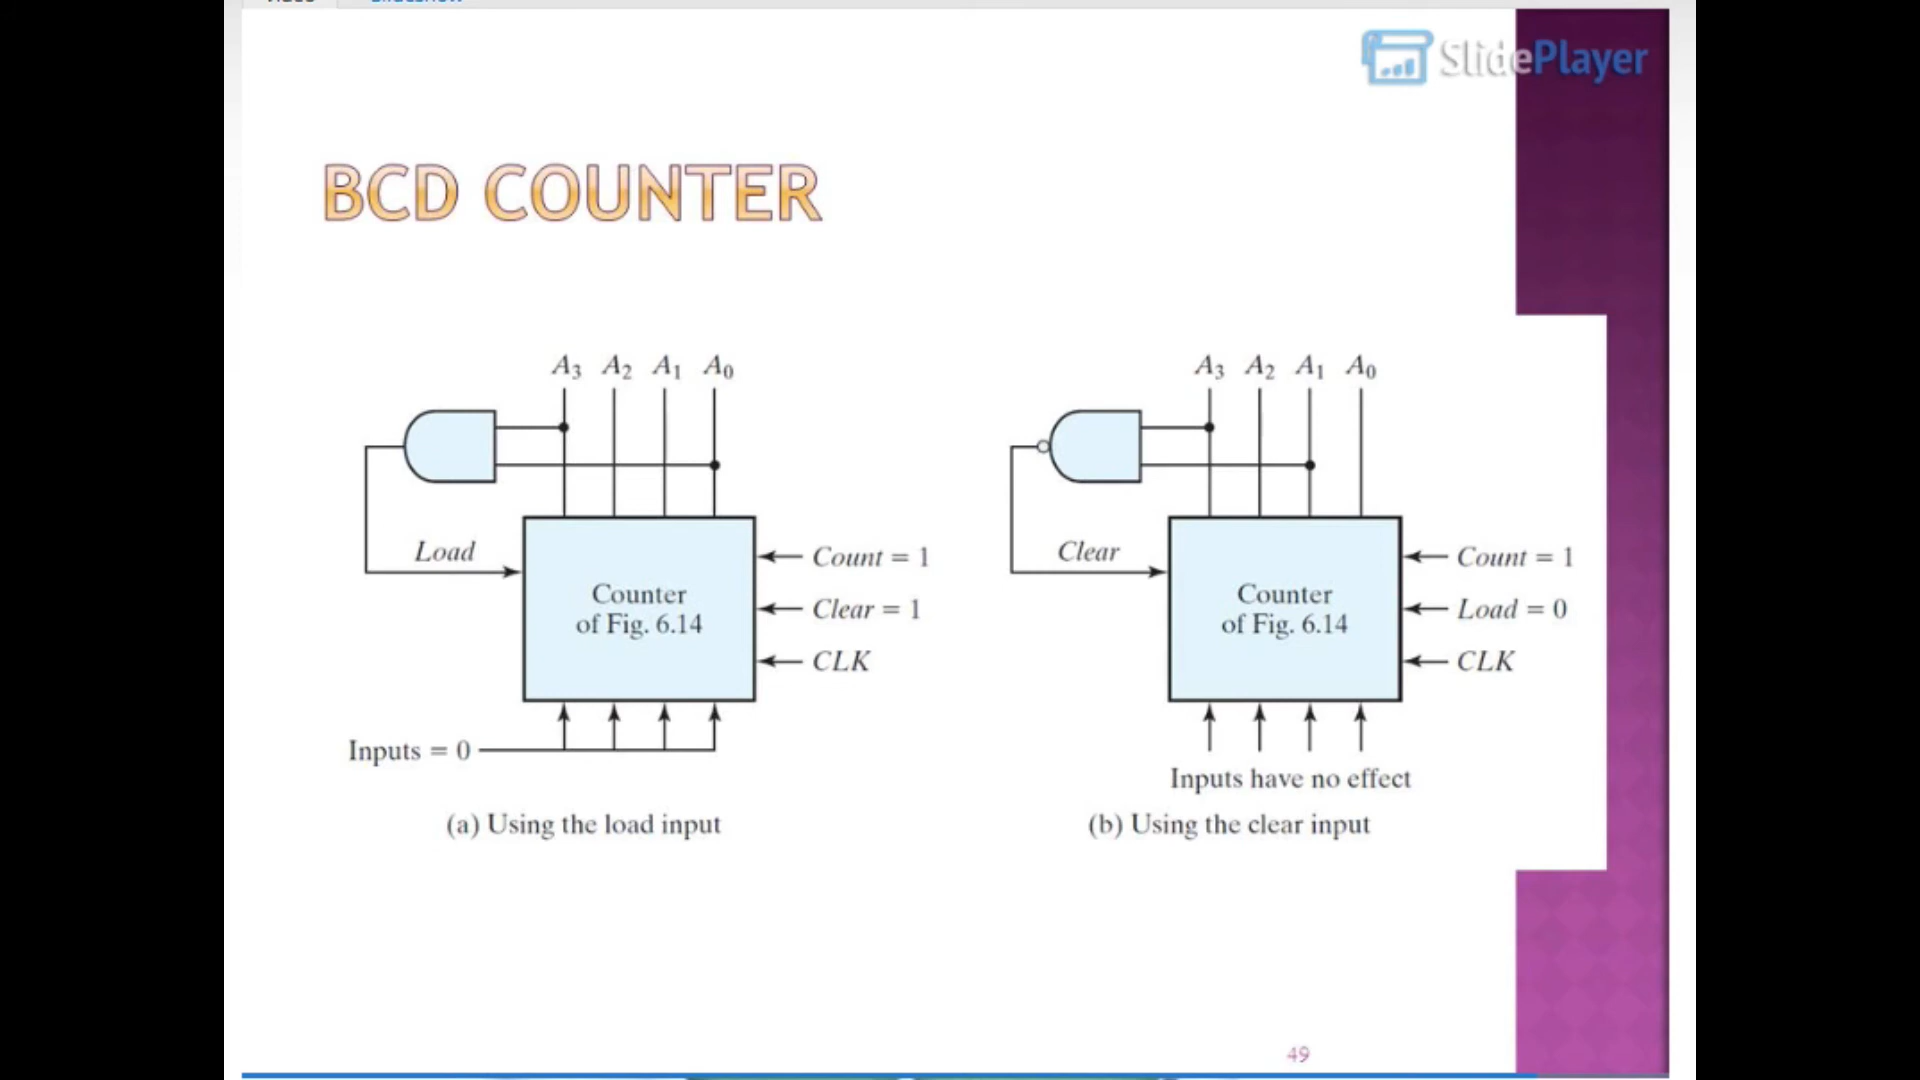 SlidePlayer
BCD COUNTER
A₃ A₂ A₁ A₀
Load
Counter
of Fig. 6.14
Count = 1
Clear = 1
CLK
Inputs = 0
(a) Using the load input
A₃ A₂ A₁ A₀
Clear
Counter
of Fig. 6.14
Count = 1
Load = 0
CLK
Inputs have no effect
(b) Using the clear input
49